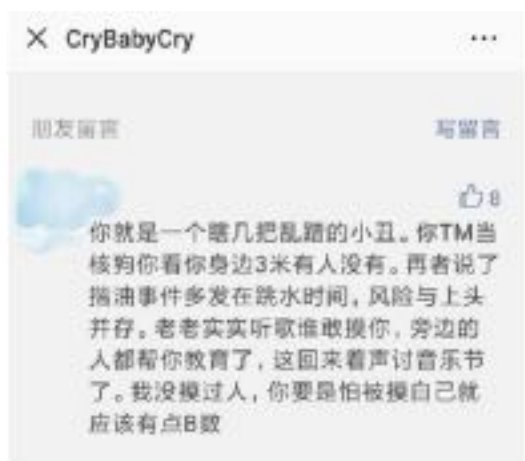 CryBabyCry
朋友留言 写留言
8
你就是一个瞎几把乱蹭的小丑。你TM当
核狗你看你身边3米有人没有。再者说了
揩油事件多发在跳水时间，风险与上头
并存。老老实实听歌谁敢摸你，旁边的
人都帮你教育了，这回来着声讨音乐节
了。我没摸过人，你要是怕被摸自己就
应该有点B数